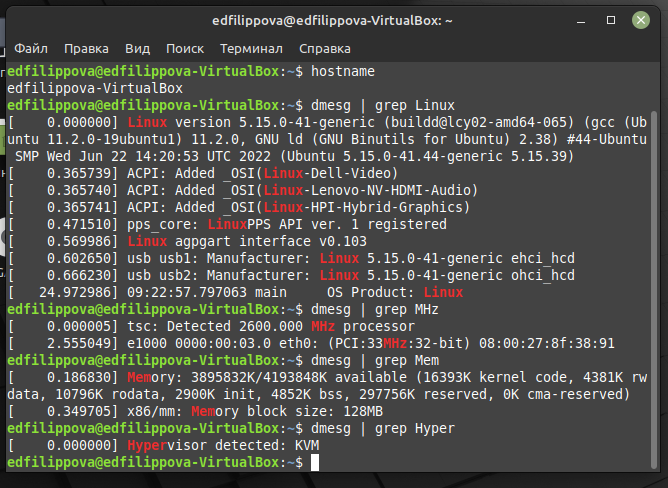 edfilippova@edfilippova-VirtualBox: ~
Файл Правка Вид Поиск Терминал Справка
edfilippova@edfilippova-VirtualBox:~$ hostname
edfilippova-VirtualBox
edfilippova@edfilippova-VirtualBox:~$ dmesg | grep Linux
[    0.000000] Linux version 5.15.0-41-generic (buildd@lcy02-amd64-065) (gcc (Ub
untu 11.2.0-19ubuntu1) 11.2.0, GNU ld (GNU Binutils for Ubuntu) 2.38) #44-Ubuntu
 SMP Wed Jun 22 14:20:53 UTC 2022 (Ubuntu 5.15.0-41.44-generic 5.15.39)
[    0.365739] ACPI: Added _OSI(Linux-Dell-Video)
[    0.365740] ACPI: Added _OSI(Linux-Lenovo-NV-HDMI-Audio)
[    0.365741] ACPI: Added _OSI(Linux-HPI-Hybrid-Graphics)
[    0.471510] pps_core: LinuxPPS API ver. 1 registered
[    0.569986] Linux agpgart interface v0.103
[    0.602650] usb usb1: Manufacturer: Linux 5.15.0-41-generic ehci_hcd
[    0.666230] usb usb2: Manufacturer: Linux 5.15.0-41-generic ohci_hcd
[   24.972986] 09:22:57.797063 main     OS Product: Linux
edfilippova@edfilippova-VirtualBox:~$ dmesg | grep MHz
[    0.000005] tsc: Detected 2600.000 MHz processor
[    2.555049] e1000 0000:00:03.0 eth0: (PCI:33MHz:32-bit) 08:00:27:8f:38:91
edfilippova@edfilippova-VirtualBox:~$ dmesg | grep Mem
[    0.186830] Memory: 3895832K/4193848K available (16393K kernel code, 4381K rw
data, 10796K rodata, 2900K init, 4852K bss, 297756K reserved, 0K cma-reserved)
[    0.349705] x86/mm: Memory block size: 128MB
edfilippova@edfilippova-VirtualBox:~$ dmesg | grep Hyper
[    0.000000] Hypervisor detected: KVM
edfilippova@edfilippova-VirtualBox:~$